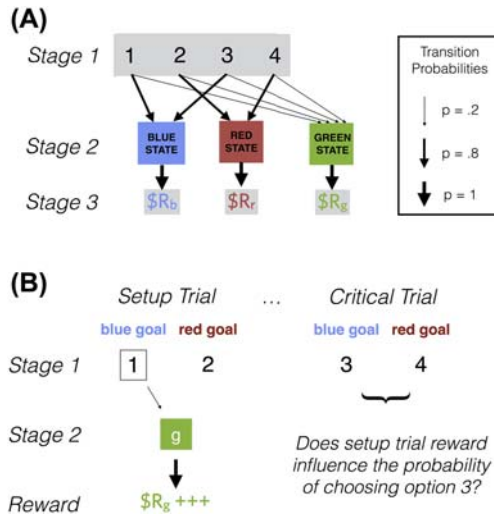 (A)
Stage 1
1 2 3 4
Transition
Probabilities
p = .2
p = .8
p = 1
Stage 2
BLUE STATE
RED STATE
GREEN STATE
Stage 3
$Rb
$Rr
$Rg
(B)
Setup Trial ... Critical Trial
blue goal red goal blue goal red goal
Stage 1
1 2 3 4
Stage 2
g
Does setup trial reward
influence the probability
of choosing option 3?
Reward
$Rg +++